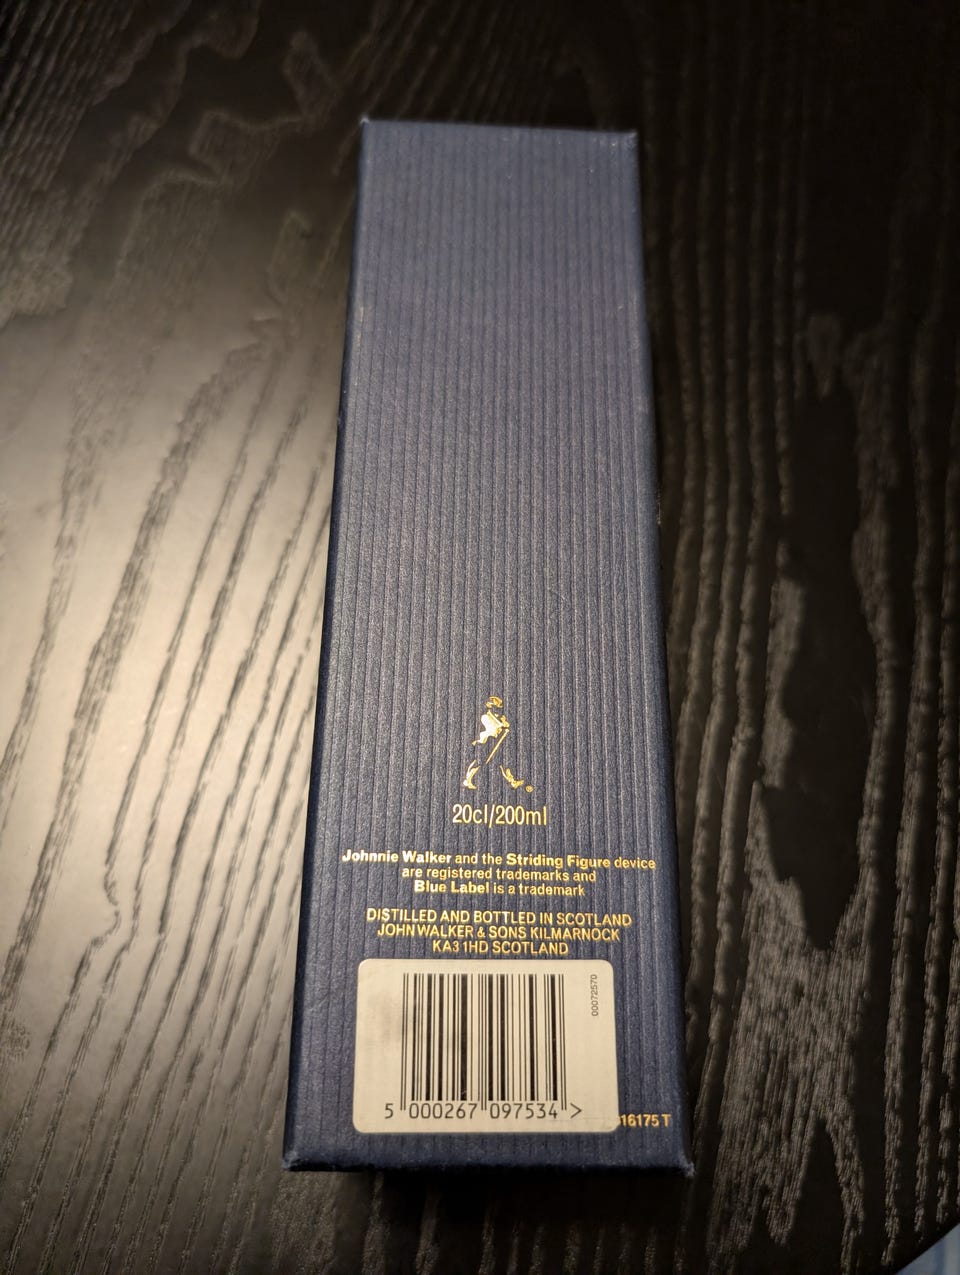 ®
20cl/200ml
Johnnie Walker and the Striding Figure device
are registered trademarks and
Blue Label is a trademark
DISTILLED AND BOTTLED IN SCOTLAND
JOHN WALKER & SONS KILMARNOCK
KA3 1HD SCOTLAND
00072570
5 000267 097534 >
16175 T